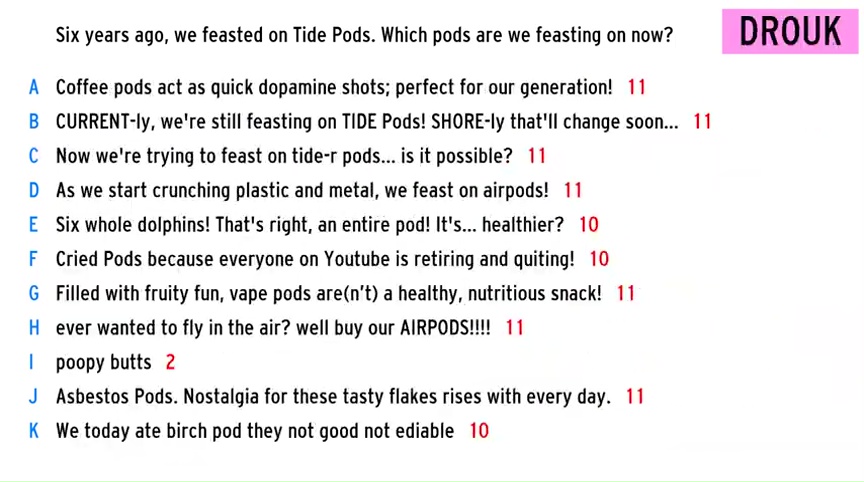 Six years ago, we feasted on Tide Pods. Which pods are we feasting on now?
DROUK
A Coffee pods act as quick dopamine shots; perfect for our generation! 11
B CURRENT-ly, we're still feasting on TIDE Pods! SHORE-ly that'll change soon... 11
C Now we're trying to feast on tide-r pods... is it possible? 11
D As we start crunching plastic and metal, we feast on airpods! 11
E Six whole dolphins! That's right, an entire pod! It's... healthier? 10
F Cried Pods because everyone on Youtube is retiring and quiting! 10
G Filled with fruity fun, vape pods are(n't) a healthy, nutritious snack! 11
H ever wanted to fly in the air? well buy our AIRPODS!!!! 11
I poopy butts 2
J Asbestos Pods. Nostalgia for these tasty flakes rises with every day. 11
K We today ate birch pod they not good not ediable 10